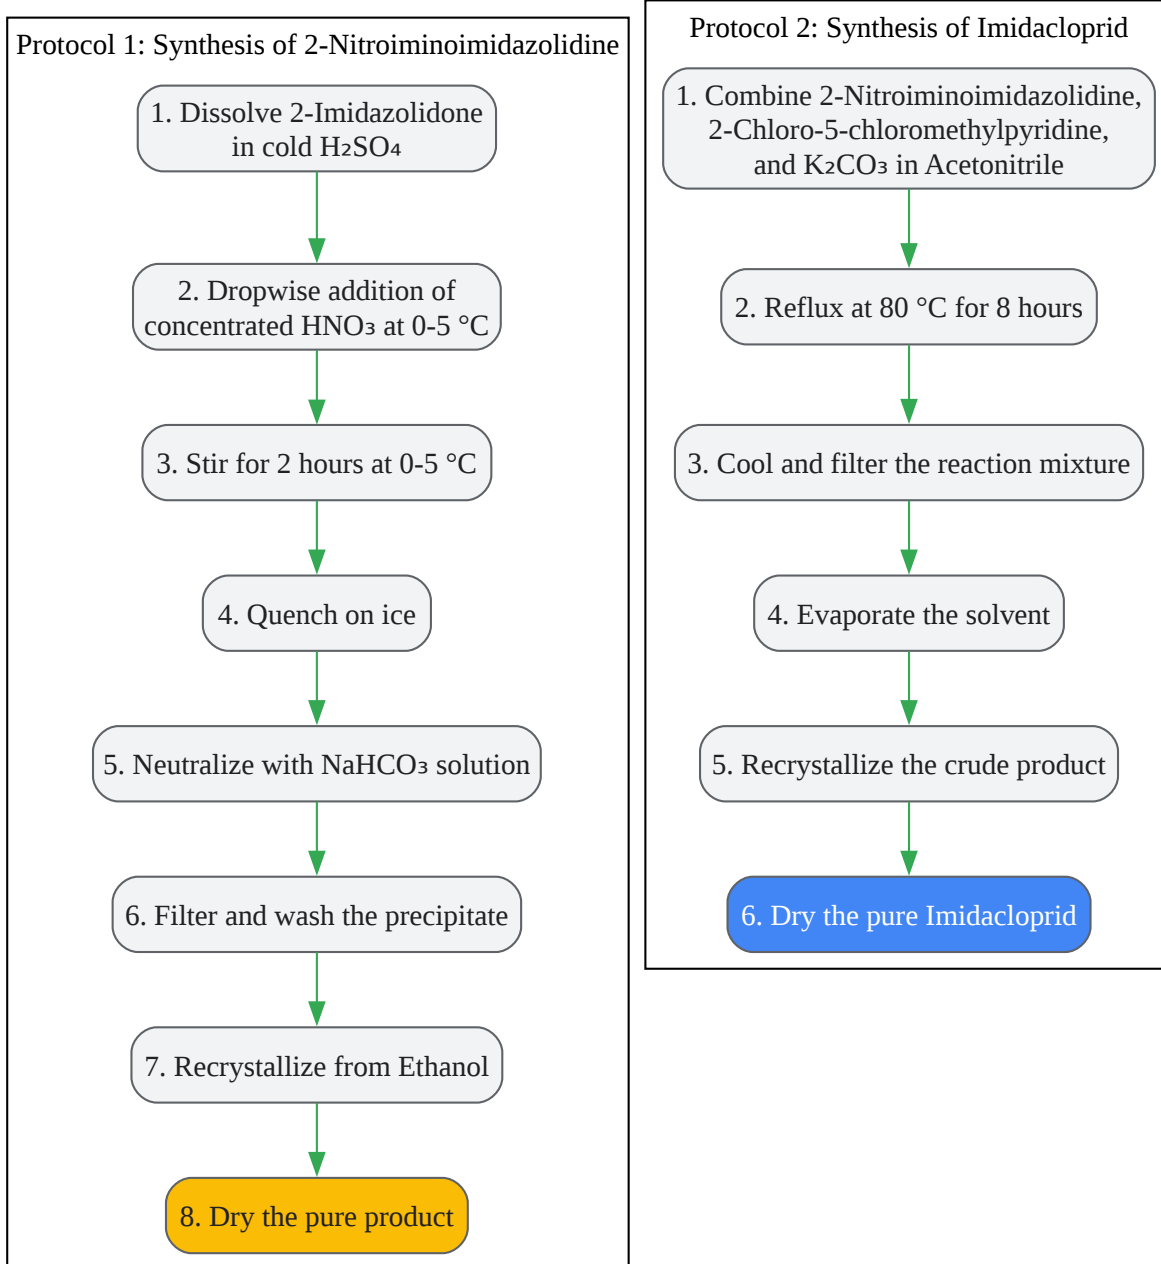 Protocol 1: Synthesis of 2-Nitroiminoimidazolidine
1. Dissolve 2-Imidazolidone
in cold H₂SO₄
2. Dropwise addition of
concentrated HNO₃ at 0-5 °C
3. Stir for 2 hours at 0-5 °C
4. Quench on ice
5. Neutralize with NaHCO₃ solution
6. Filter and wash the precipitate
7. Recrystallize from Ethanol
8. Dry the pure product
Protocol 2: Synthesis of Imidacloprid
1. Combine 2-Nitroiminoimidazolidine,
2-Chloro-5-chloromethylpyridine,
and K₂CO₃ in Acetonitrile
2. Reflux at 80 °C for 8 hours
3. Cool and filter the reaction mixture
4. Evaporate the solvent
5. Recrystallize the crude product
6. Dry the pure Imidacloprid